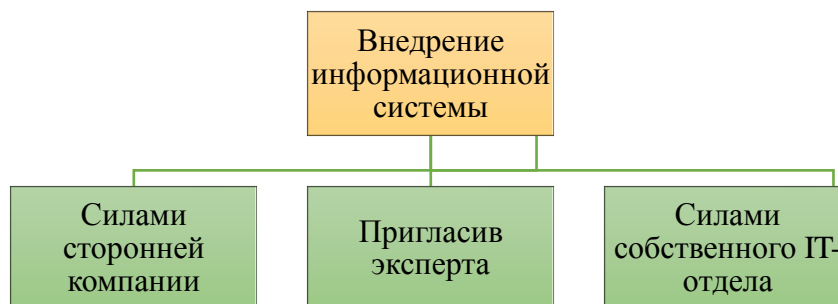 Внедрение
информационной
системы
Силами
сторонней
компании
Пригласив
эксперта
Силами
собственного IT-
отдела